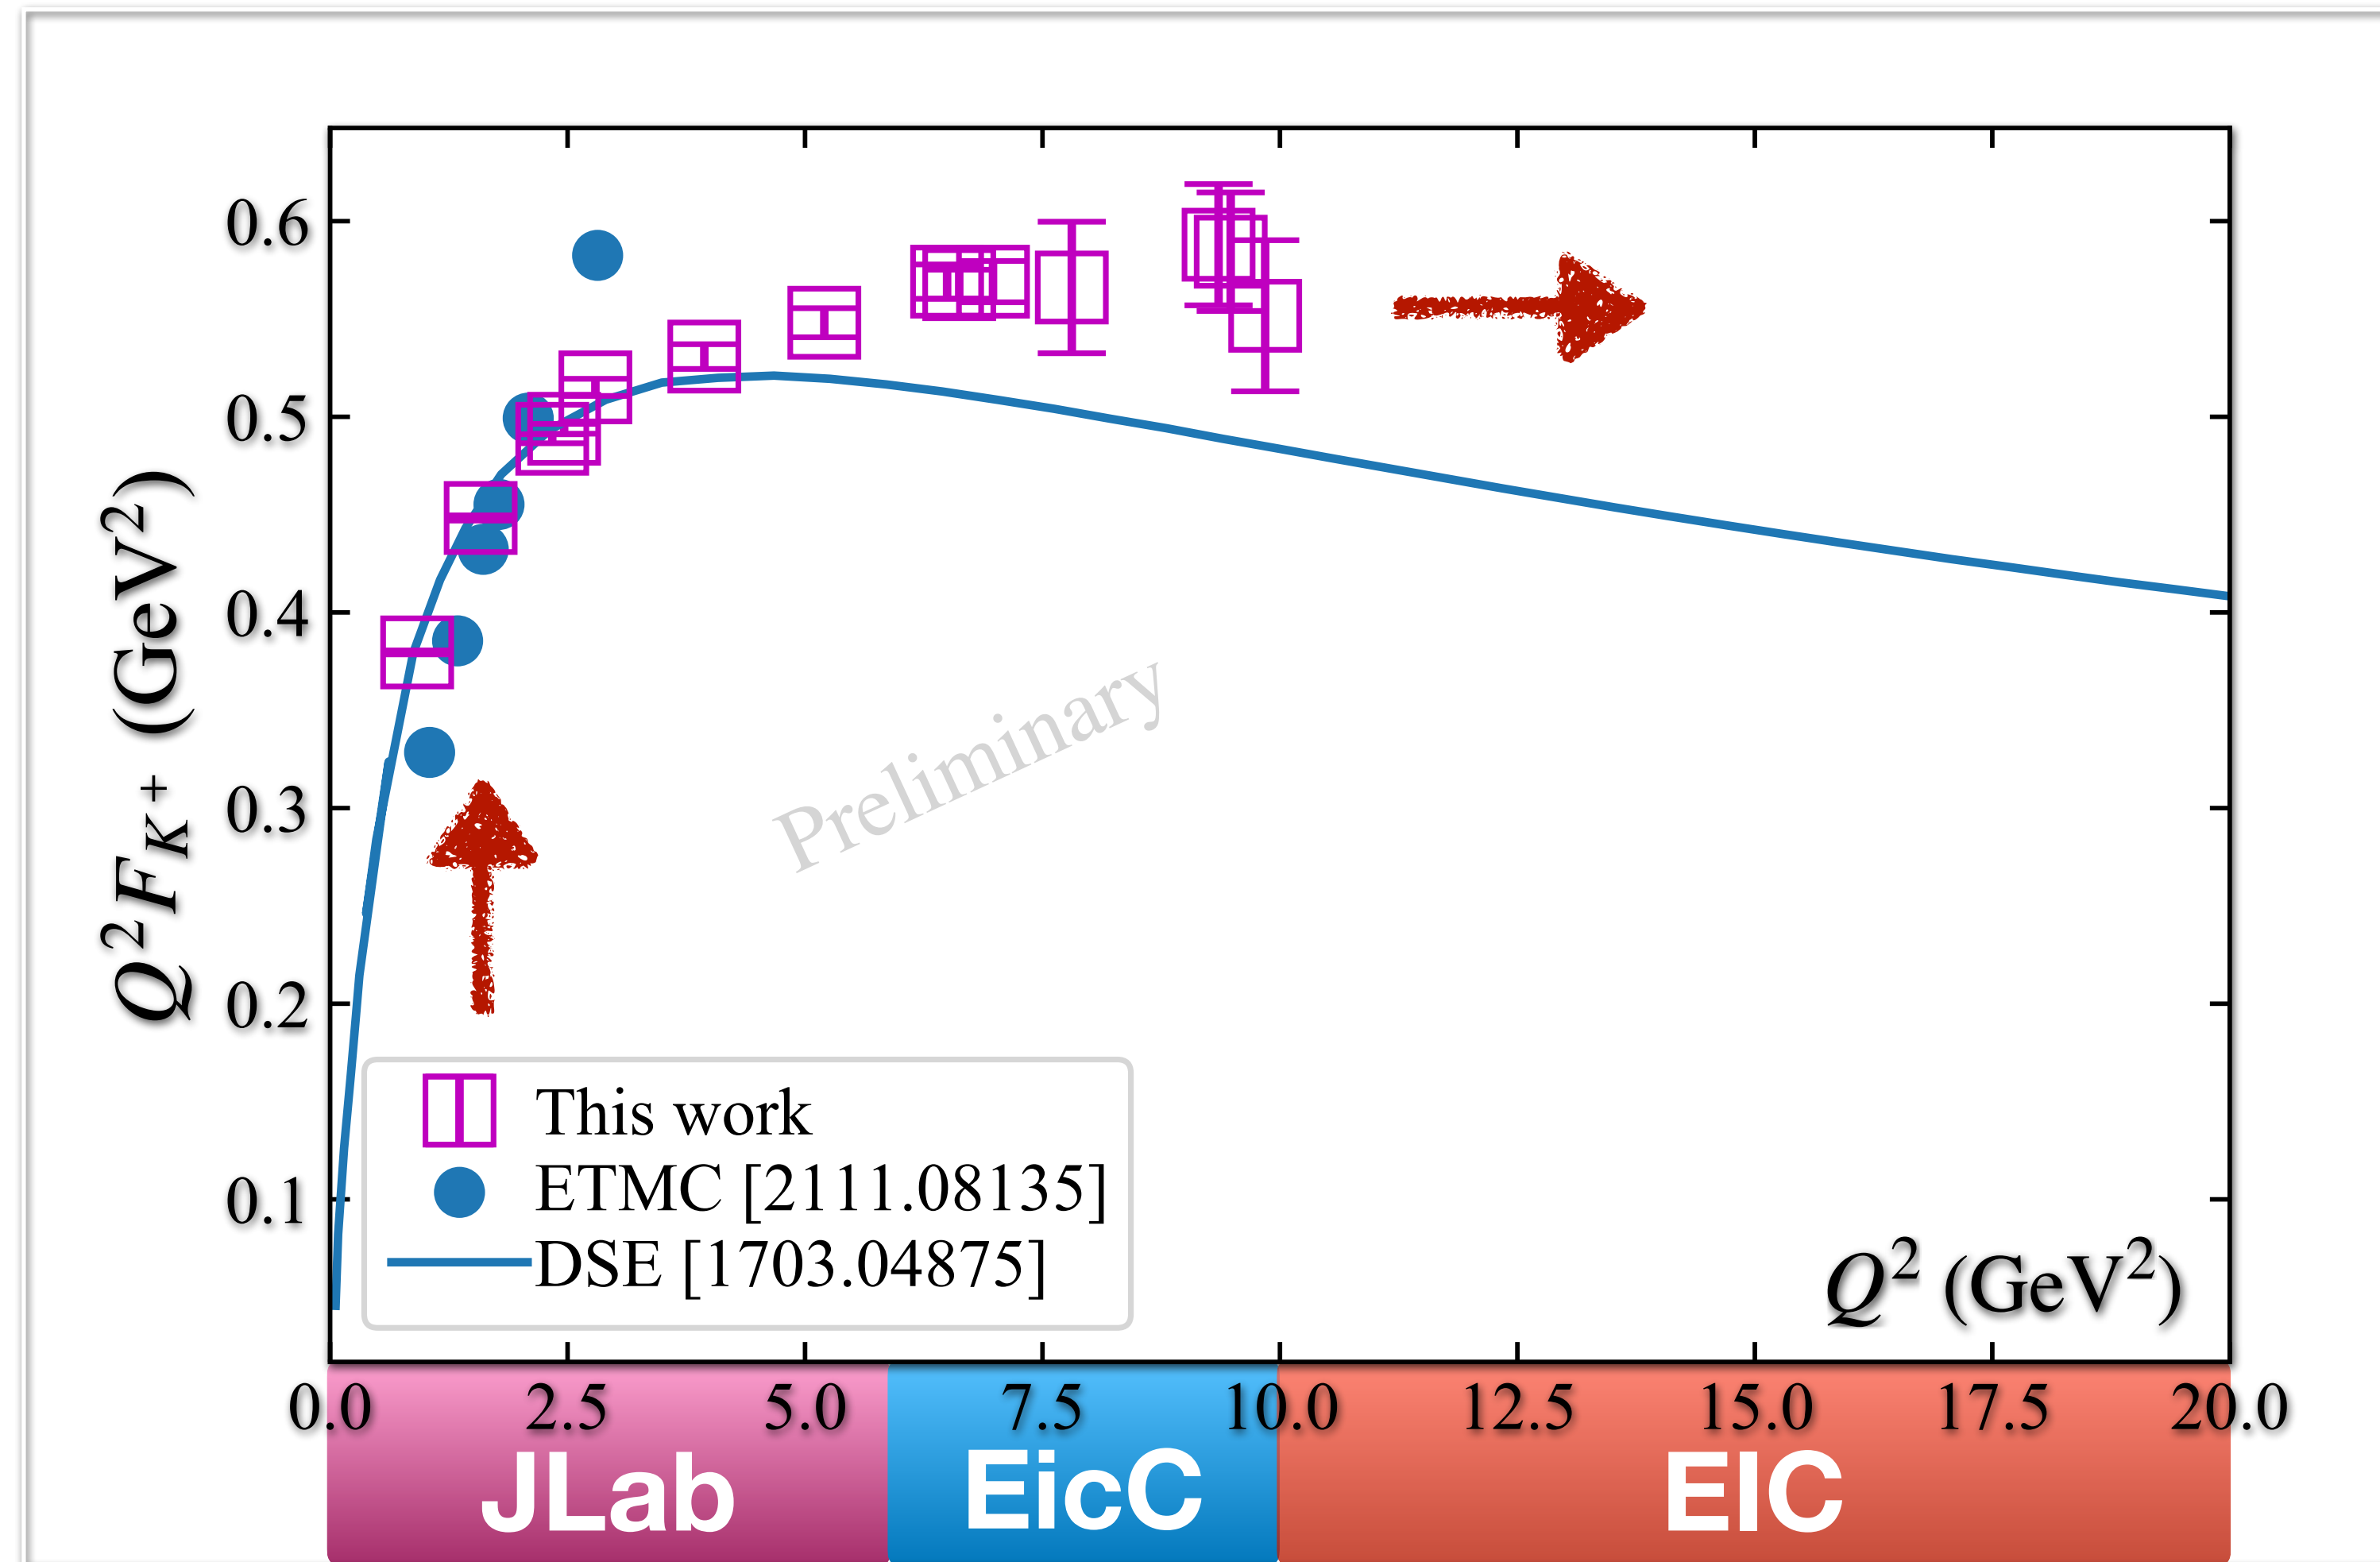 Q²F_K⁺ (GeV²)
0.6
0.5
0.4
0.3
0.2
0.1
Preliminary
This work
ETMC [2111.08135]
DSE [1703.04875]
Q² (GeV²)
0.0 2.5 5.0 7.5 10.0 12.5 15.0 17.5 20.0
JLab EicC EIC